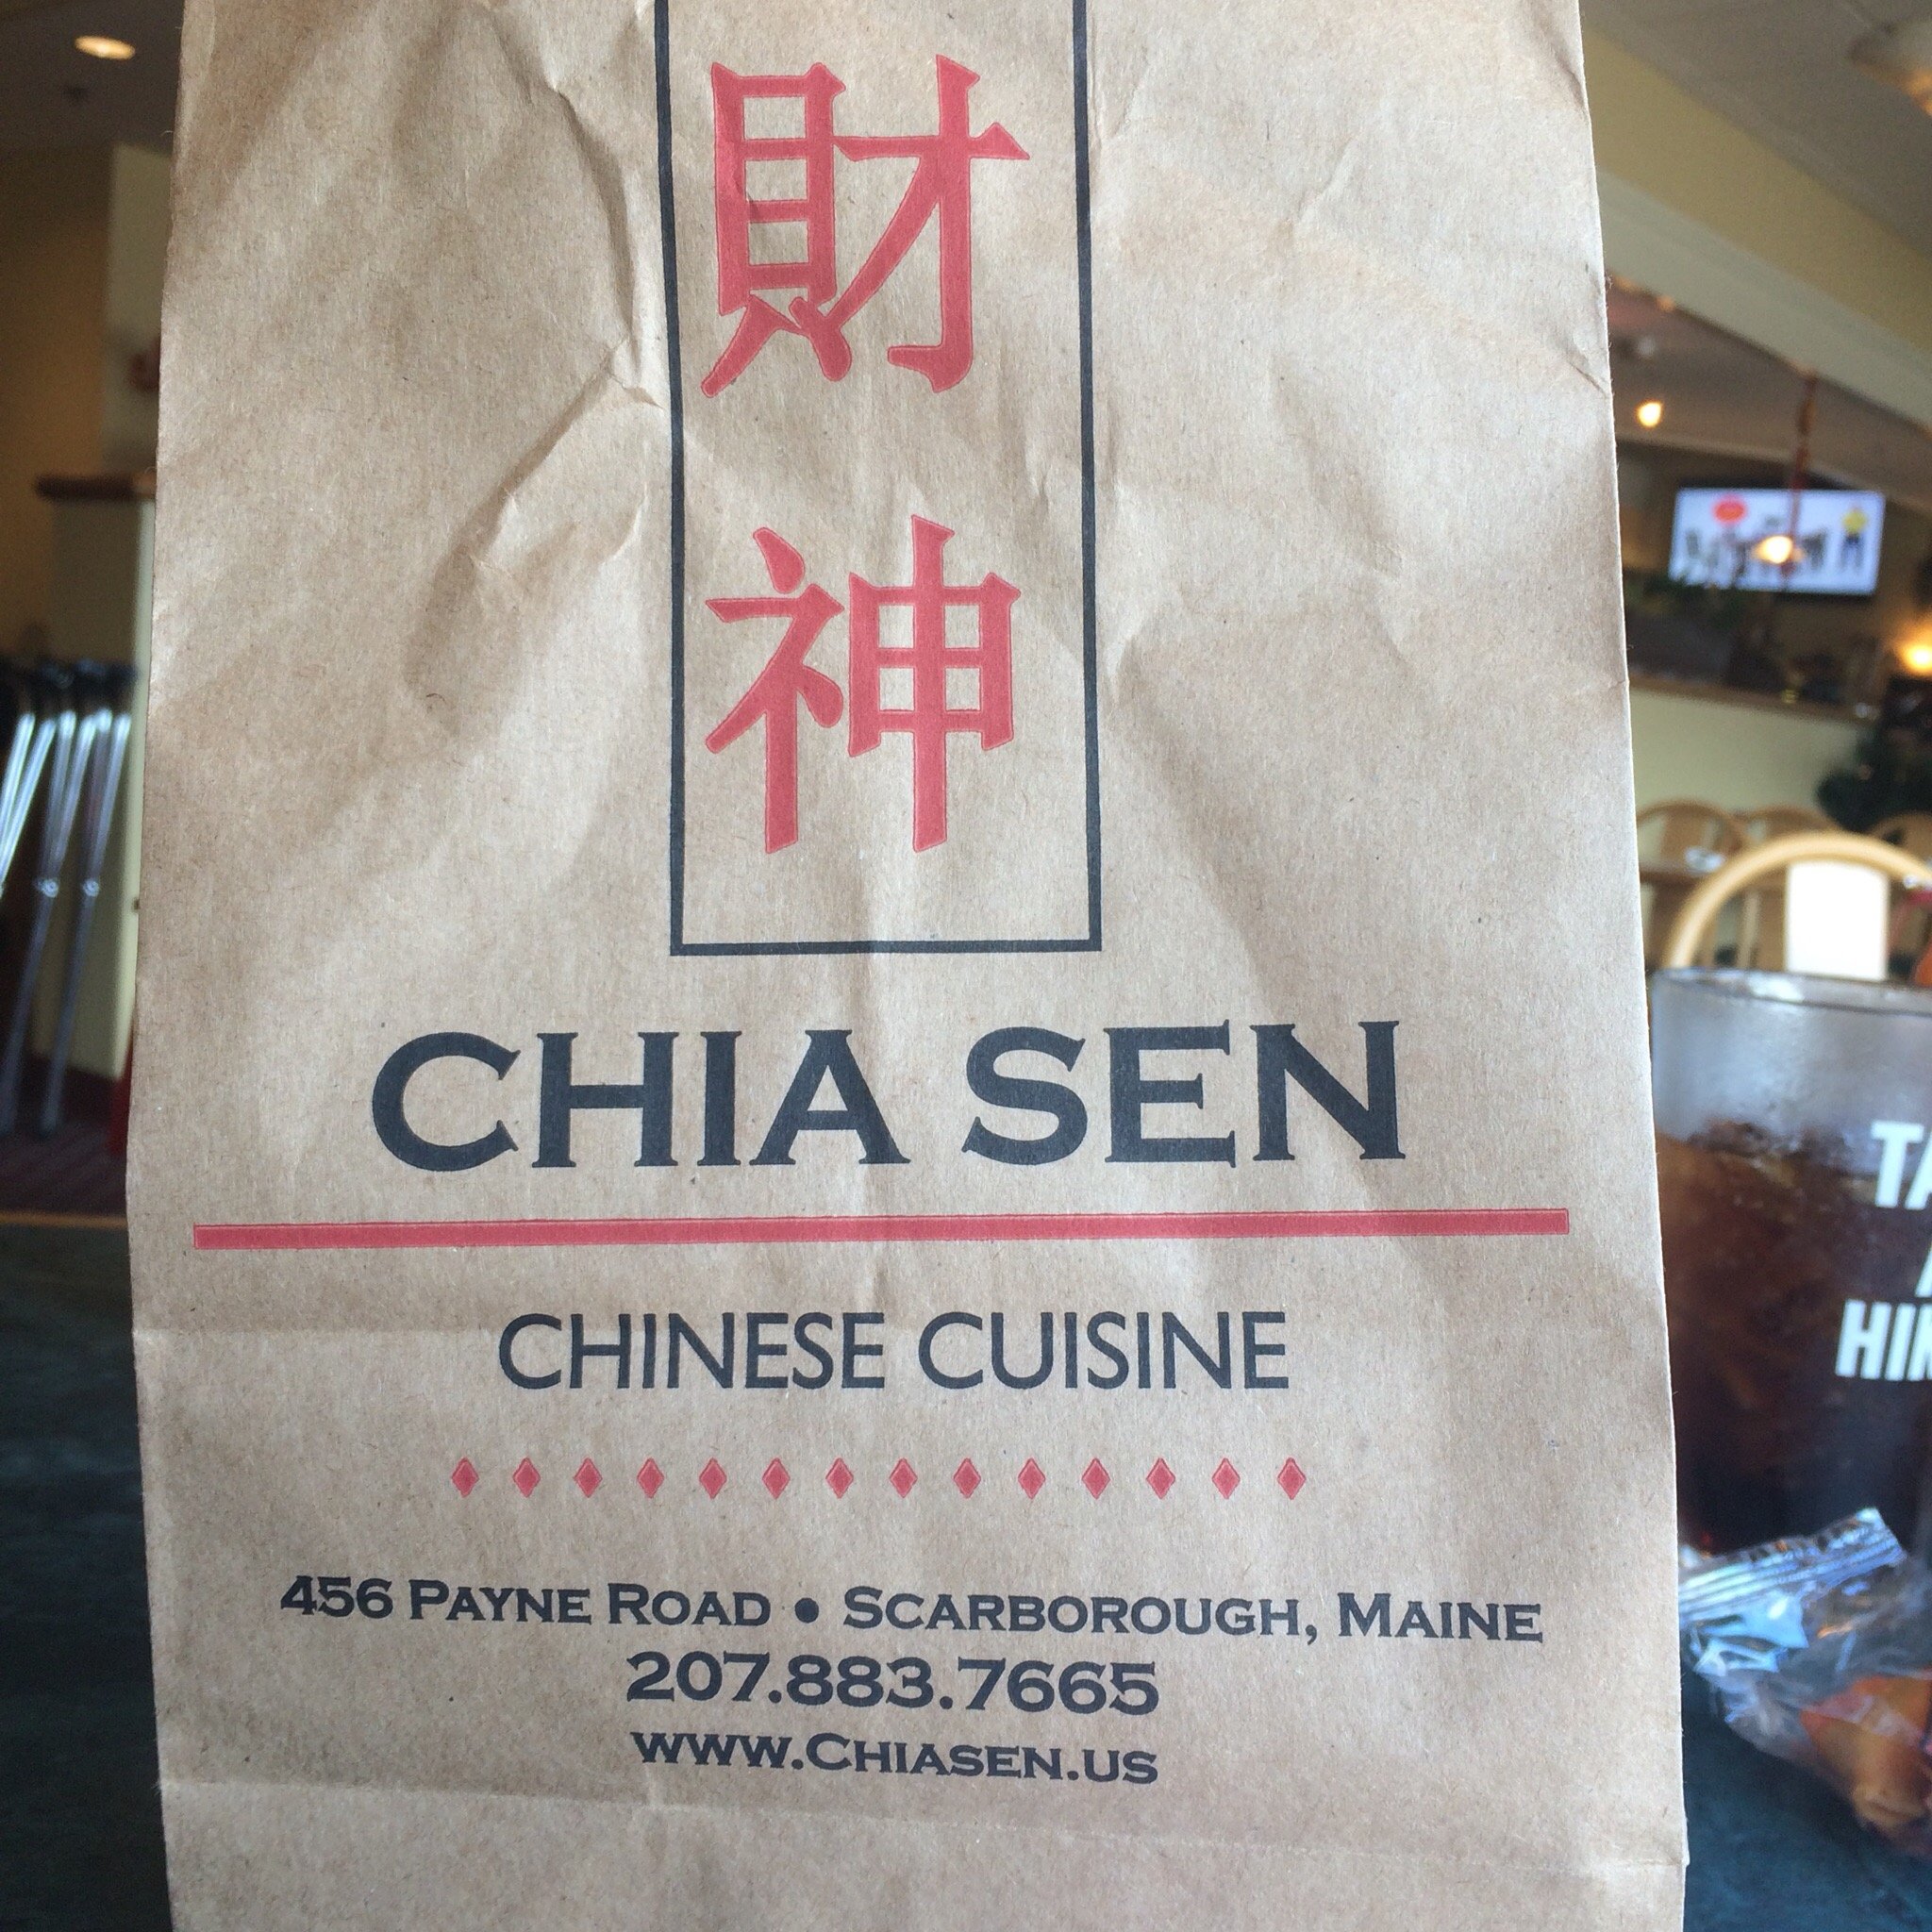 財
神
CHIA SEN
CHINESE CUISINE
456 PAYNE ROAD • SCARBOROUGH, MAINE
207.883.7665
WWW.CHIASEN.US